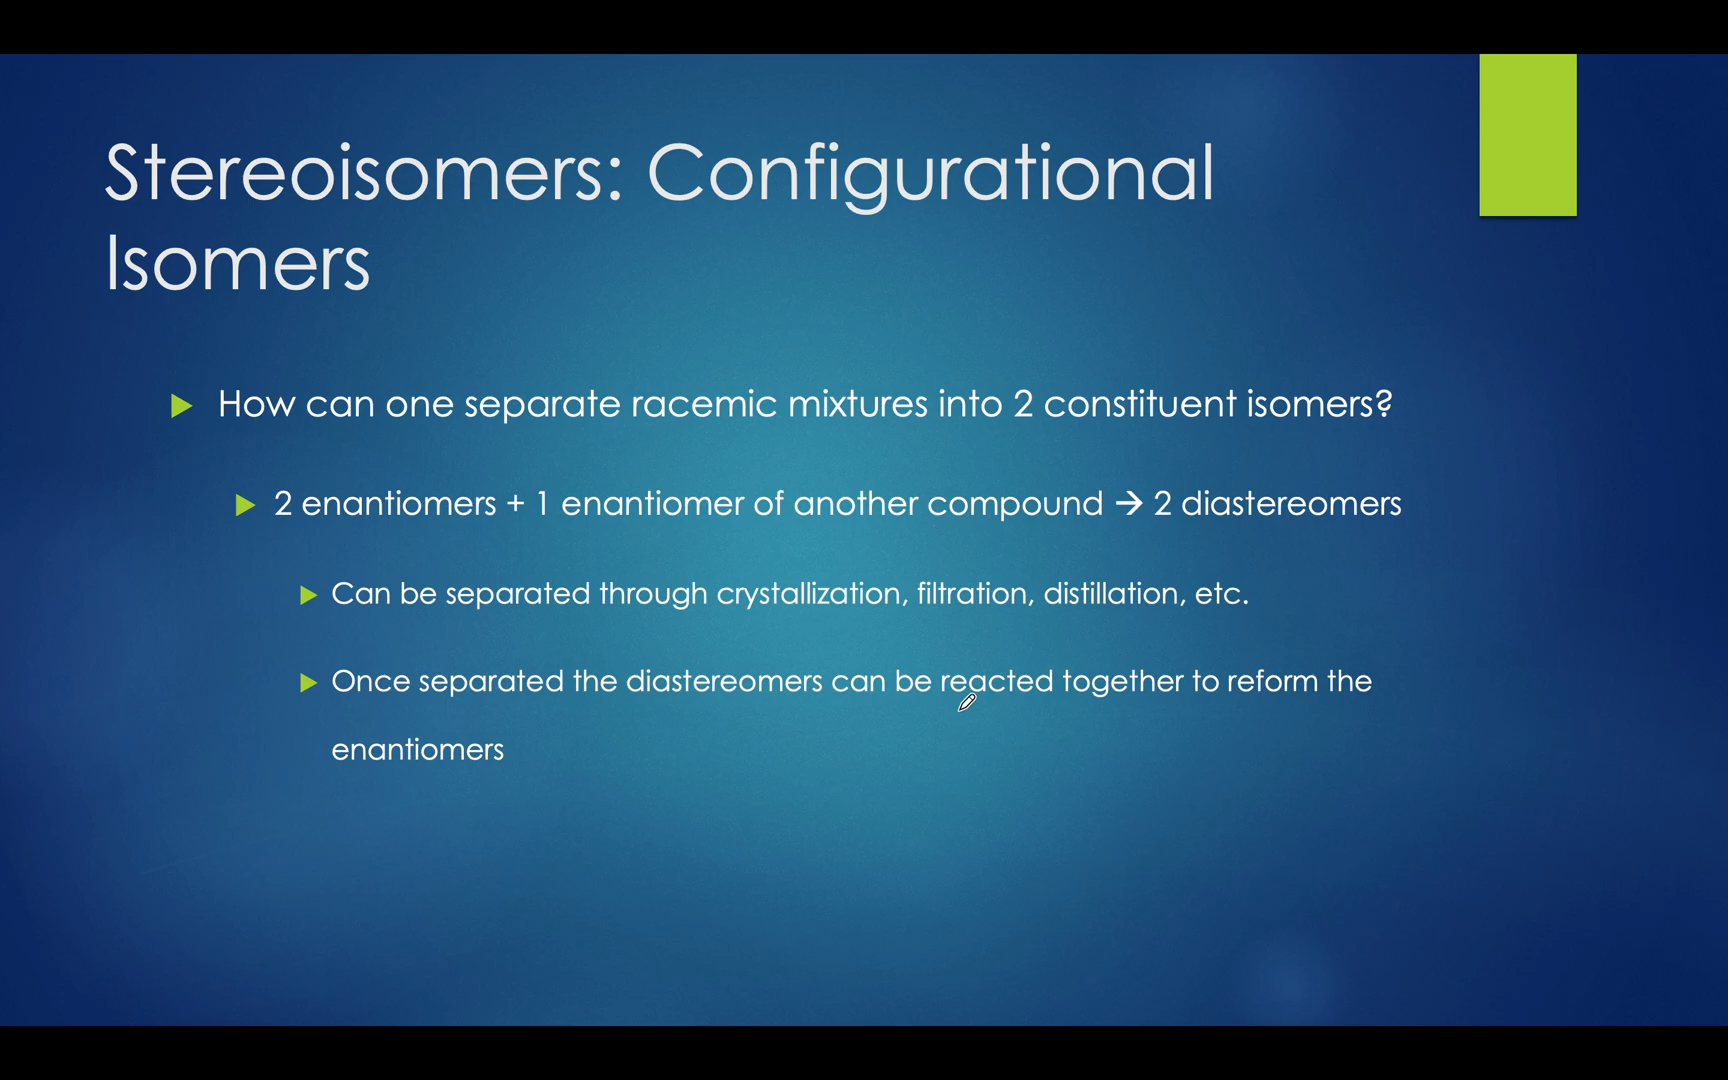 Stereoisomers: Configurational
Isomers
How can one separate racemic mixtures into 2 constituent isomers?
2 enantiomers + 1 enantiomer of another compound → 2 diastereomers
Can be separated through crystallization, filtration, distillation, etc.
Once separated the diastereomers can be reacted together to reform the
enantiomers